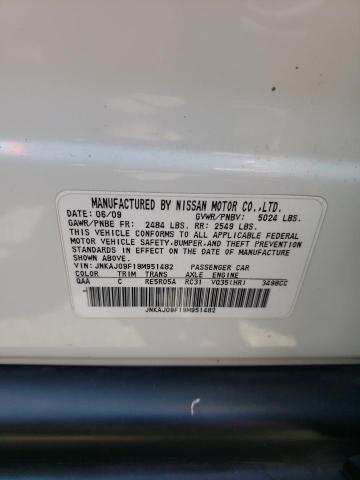 MANUFACTURED BY NISSAN MOTOR CO.,LTD.
DATE: 06/09 GVWR/PNBV: 5024 LBS.
GAWR/PNBE FR: 2484 LBS. RR: 2549 LBS.
THIS VEHICLE CONFORMS TO ALL APPLICABLE FEDERAL
MOTOR VEHICLE SAFETY, BUMPER, AND THEFT PREVENTION
STANDARDS IN EFFECT ON THE DATE OF MANUFACTURE
SHOWN ABOVE.
VIN: JNKAJ09F19M951482 PASSENGER CAR
COLOR TRIM TRANS AXLE ENGINE
QAA C RE5R05A RC31 VQ35(HR) 3498CC
JNKAJ09F19M951482